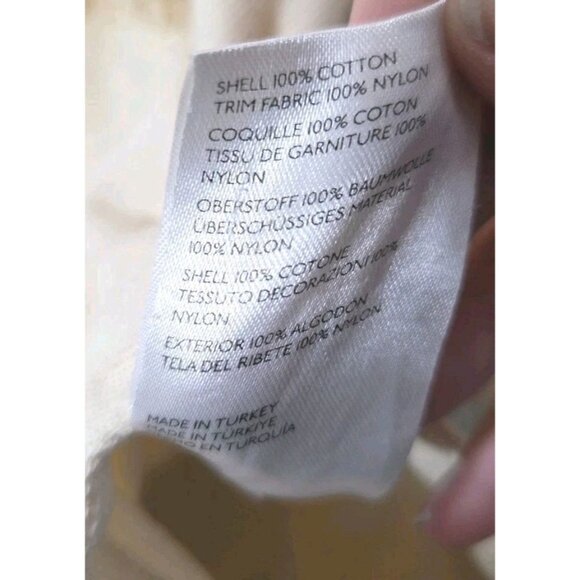 SHELL 100% COTTON
TRIM FABRIC 100% NYLON
COQUILLE 100% COTON
TISSU DE GARNITURE 100%
NYLON
OBERSTOFF 100% BAUMWOLLE
ÜBERSCHÜSSIGES MATERIAL
100% NYLON
SHELL 100% COTONE
TESSUTO DECORAZIONI 100%
NYLON
EXTERIOR 100% ALGODON
TELA DEL RIBETE 100% NYLON
MADE IN TURKEY
MADE IN TÜRKIYE
EN TURQUÍA